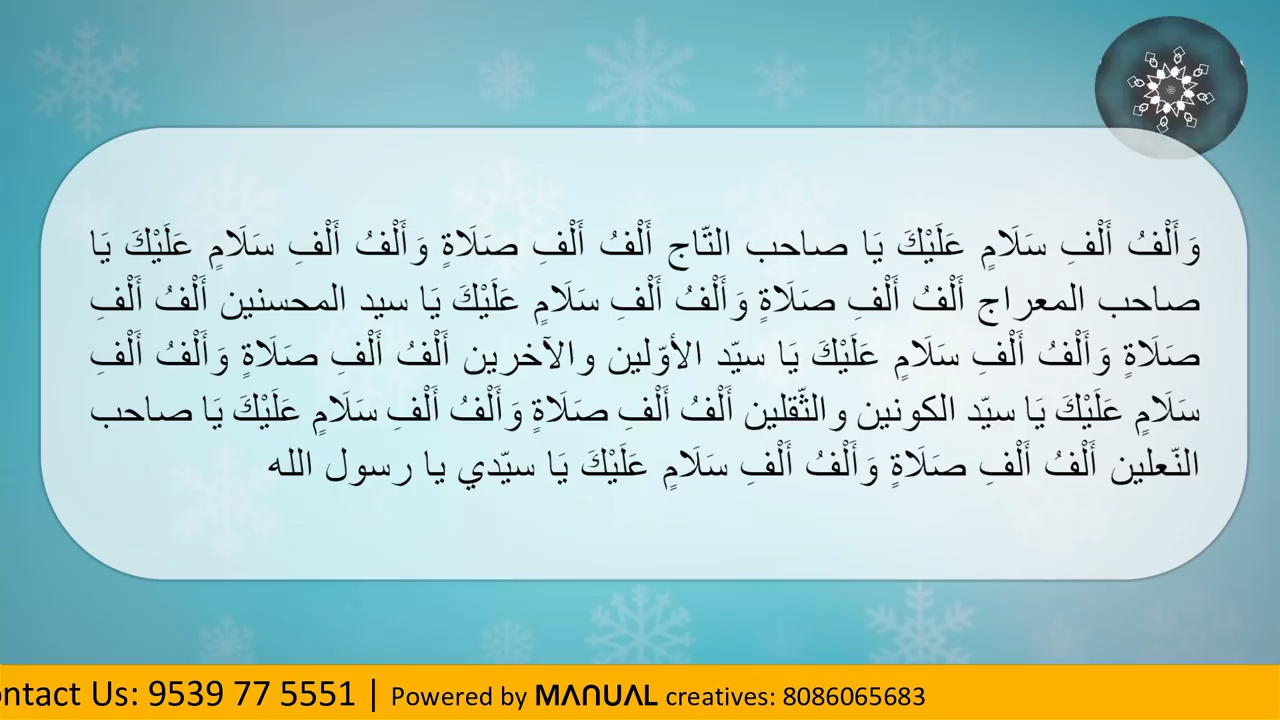 وَأَلْفُ أَلْفِ سَلَامٍ عَلَيْكَ يَا صاحب التّاج أَلْفُ أَلْفِ صَلَاةٍ وَأَلْفُ أَلْفِ سَلَامٍ عَلَيْكَ يَا
صاحب المعراج أَلْفُ أَلْفِ صَلَاةٍ وَأَلْفُ أَلْفِ سَلَامٍ عَلَيْكَ يَا سيد المحسنين أَلْفُ أَلْفِ
صَلَاةٍ وَأَلْفُ أَلْفِ سَلَامٍ عَلَيْكَ يَا سيّد الأوّلين والآخرين أَلْفُ أَلْفِ صَلَاةٍ وَأَلْفُ أَلْفِ
سَلَامٍ عَلَيْكَ يَا سيّد الكونين والثّقلين أَلْفُ أَلْفِ صَلَاةٍ وَأَلْفُ أَلْفِ سَلَامٍ عَلَيْكَ يَا صاحب
النّعلين أَلْفُ أَلْفِ صَلَاةٍ وَأَلْفُ أَلْفِ سَلَامٍ عَلَيْكَ يَا سيّدي يا رسول الله
ontact Us: 9539 77 5551 | Powered by MANUAL creatives: 8086065683